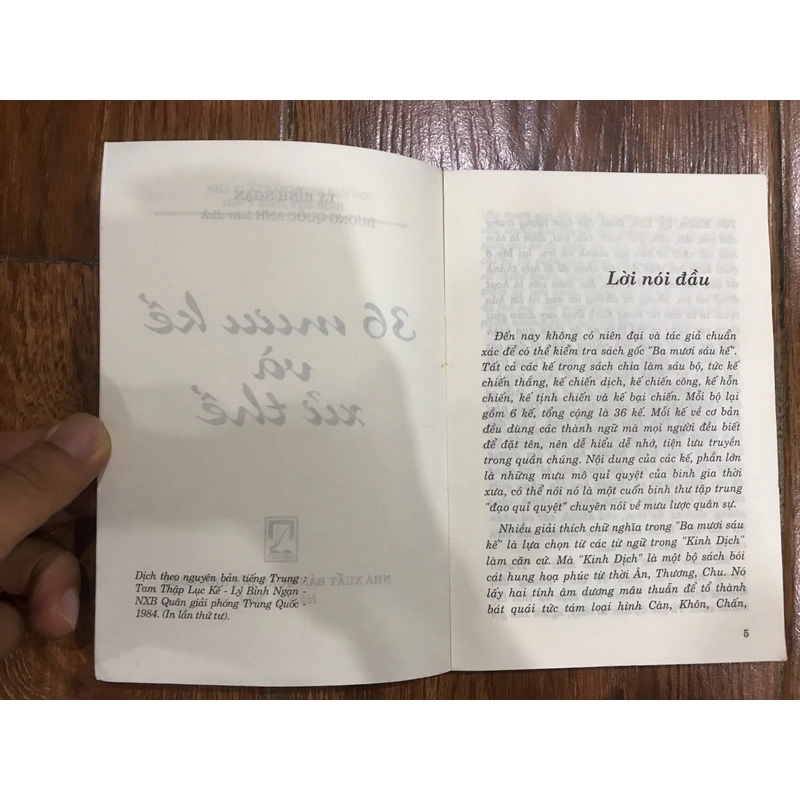 LÝ BỈNH NGẠN
DƯƠNG QUỐC ANH biên dịch
36 mưu kế
và
xử thế
NHÀ XUẤT BẢ
Dịch theo nguyên bản tiếng Trung :
Tam Thập Lục Kế - Lý Bỉnh Ngạn -
NXB Quân giải phóng Trung Quốc -
1984. (In lần thứ tư).
Lời nói đầu
Đến nay không có niên đại và tác giả chuẩn
xác để có thể kiểm tra sách gốc "Ba mươi sáu kế".
Tất cả các kế trong sách chia làm sáu bộ, tức kế
chiến thắng, kế chiến dịch, kế chiến công, kế hỗn
chiến, kế tịnh chiến và kế bại chiến. Mỗi bộ lại
gồm 6 kế, tổng cộng là 36 kế. Mỗi kế về cơ bản
đều dùng các thành ngữ mà mọi người đều biết
để đặt tên, nên dễ hiểu dễ nhớ, tiện lưu truyền
trong quần chúng. Nội dung của các kế, phần lớn
là những mưu mô quỉ quyệt của binh gia thời
xưa, có thể nói nó là một cuốn binh thư tập trung
"đạo quỉ quyệt" chuyên nói về mưu lược quân sự.
Nhiều giải thích chữ nghĩa trong "Ba mươi sáu
kế" là lựa chọn từ các từ ngữ trong "Kinh Dịch"
làm căn cứ. Mà "Kinh Dịch" là một bộ sách bói
cát hung hoạ phúc từ thời Ân, Thương, Chu. Nó
lấy hai tính âm dương mâu thuẫn để tổ thành
bát quái tức tám loại hình Càn, Khôn, Chấn,
5